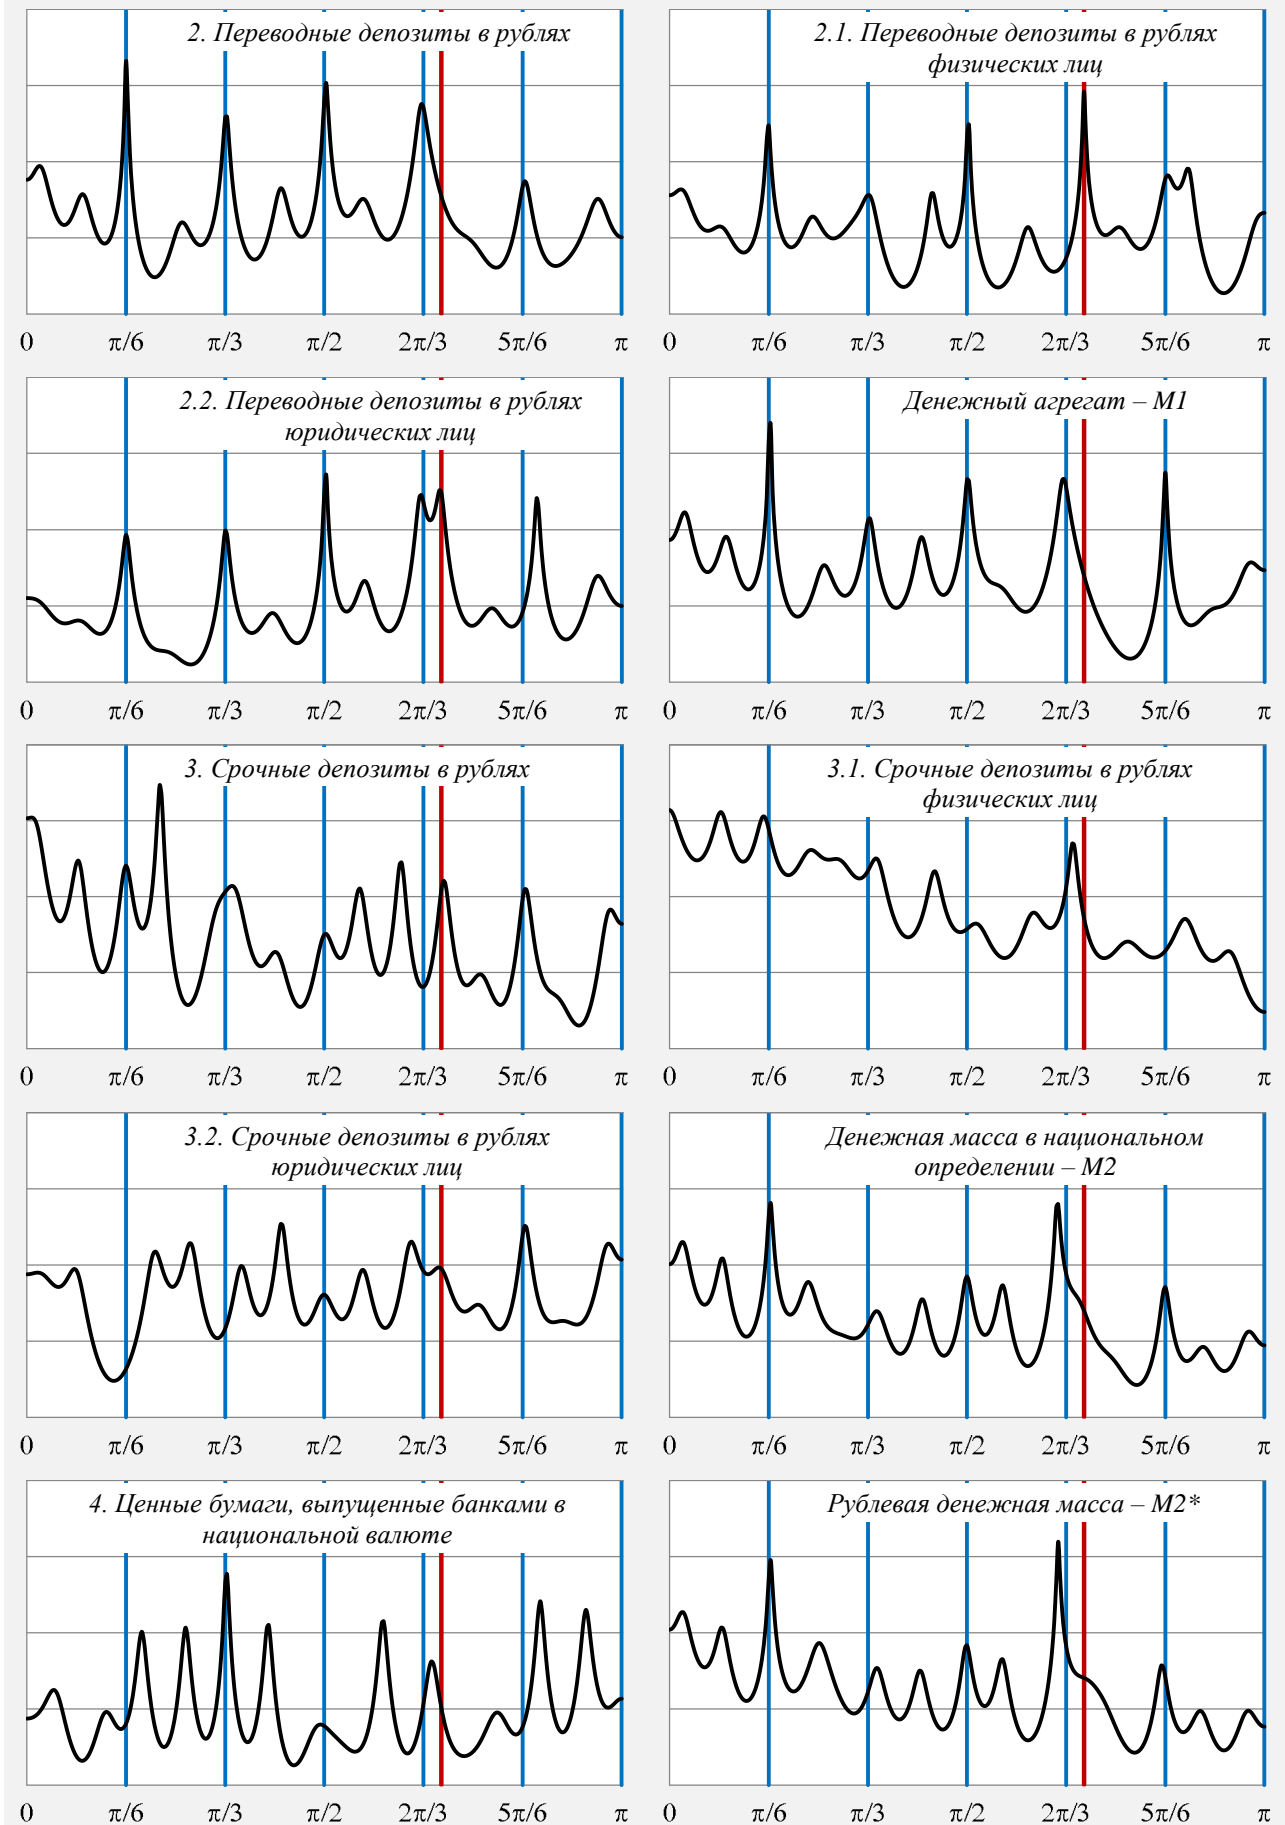 2. Переводные депозиты в рублях
0 π/6 π/3 π/2 2π/3 5π/6 π
2.1. Переводные депозиты в рублях
физических лиц
0 π/6 π/3 π/2 2π/3 5π/6 π
2.2. Переводные депозиты в рублях
юридических лиц
0 π/6 π/3 π/2 2π/3 5π/6 π
Денежный агрегат – М1
0 π/6 π/3 π/2 2π/3 5π/6 π
3. Срочные депозиты в рублях
0 π/6 π/3 π/2 2π/3 5π/6 π
3.1. Срочные депозиты в рублях
физических лиц
0 π/6 π/3 π/2 2π/3 5π/6 π
3.2. Срочные депозиты в рублях
юридических лиц
0 π/6 π/3 π/2 2π/3 5π/6 π
Денежная масса в национальном
определении – М2
0 π/6 π/3 π/2 2π/3 5π/6 π
4. Ценные бумаги, выпущенные банками в
национальной валюте
0 π/6 π/3 π/2 2π/3 5π/6 π
Рублевая денежная масса – М2*
0 π/6 π/3 π/2 2π/3 5π/6 π